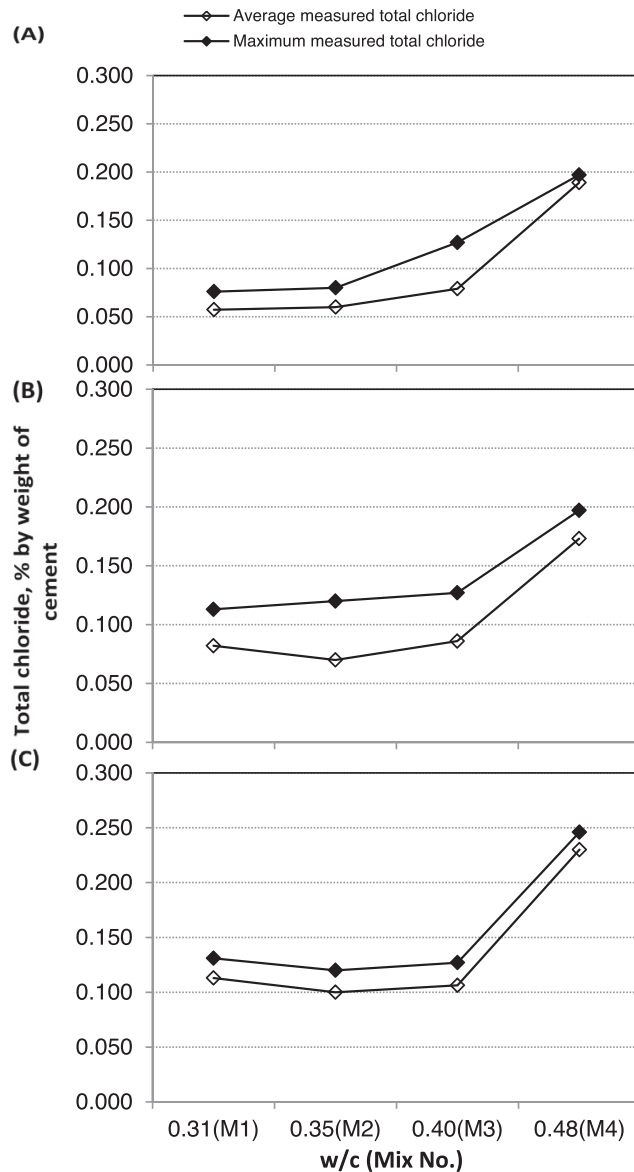 Average measured total chloride
Maximum measured total chloride
(A)
0.300
0.250
0.200
0.150
0.100
0.050
0.000
(B)
0.300
0.250
0.200
0.150
0.100
0.050
0.000
(C)
0.300
0.250
0.200
0.150
0.100
0.050
0.000
Total chloride, % by weight of
cement
0.31(M1) 0.35(M2) 0.40(M3) 0.48(M4)
w/c (Mix No.)